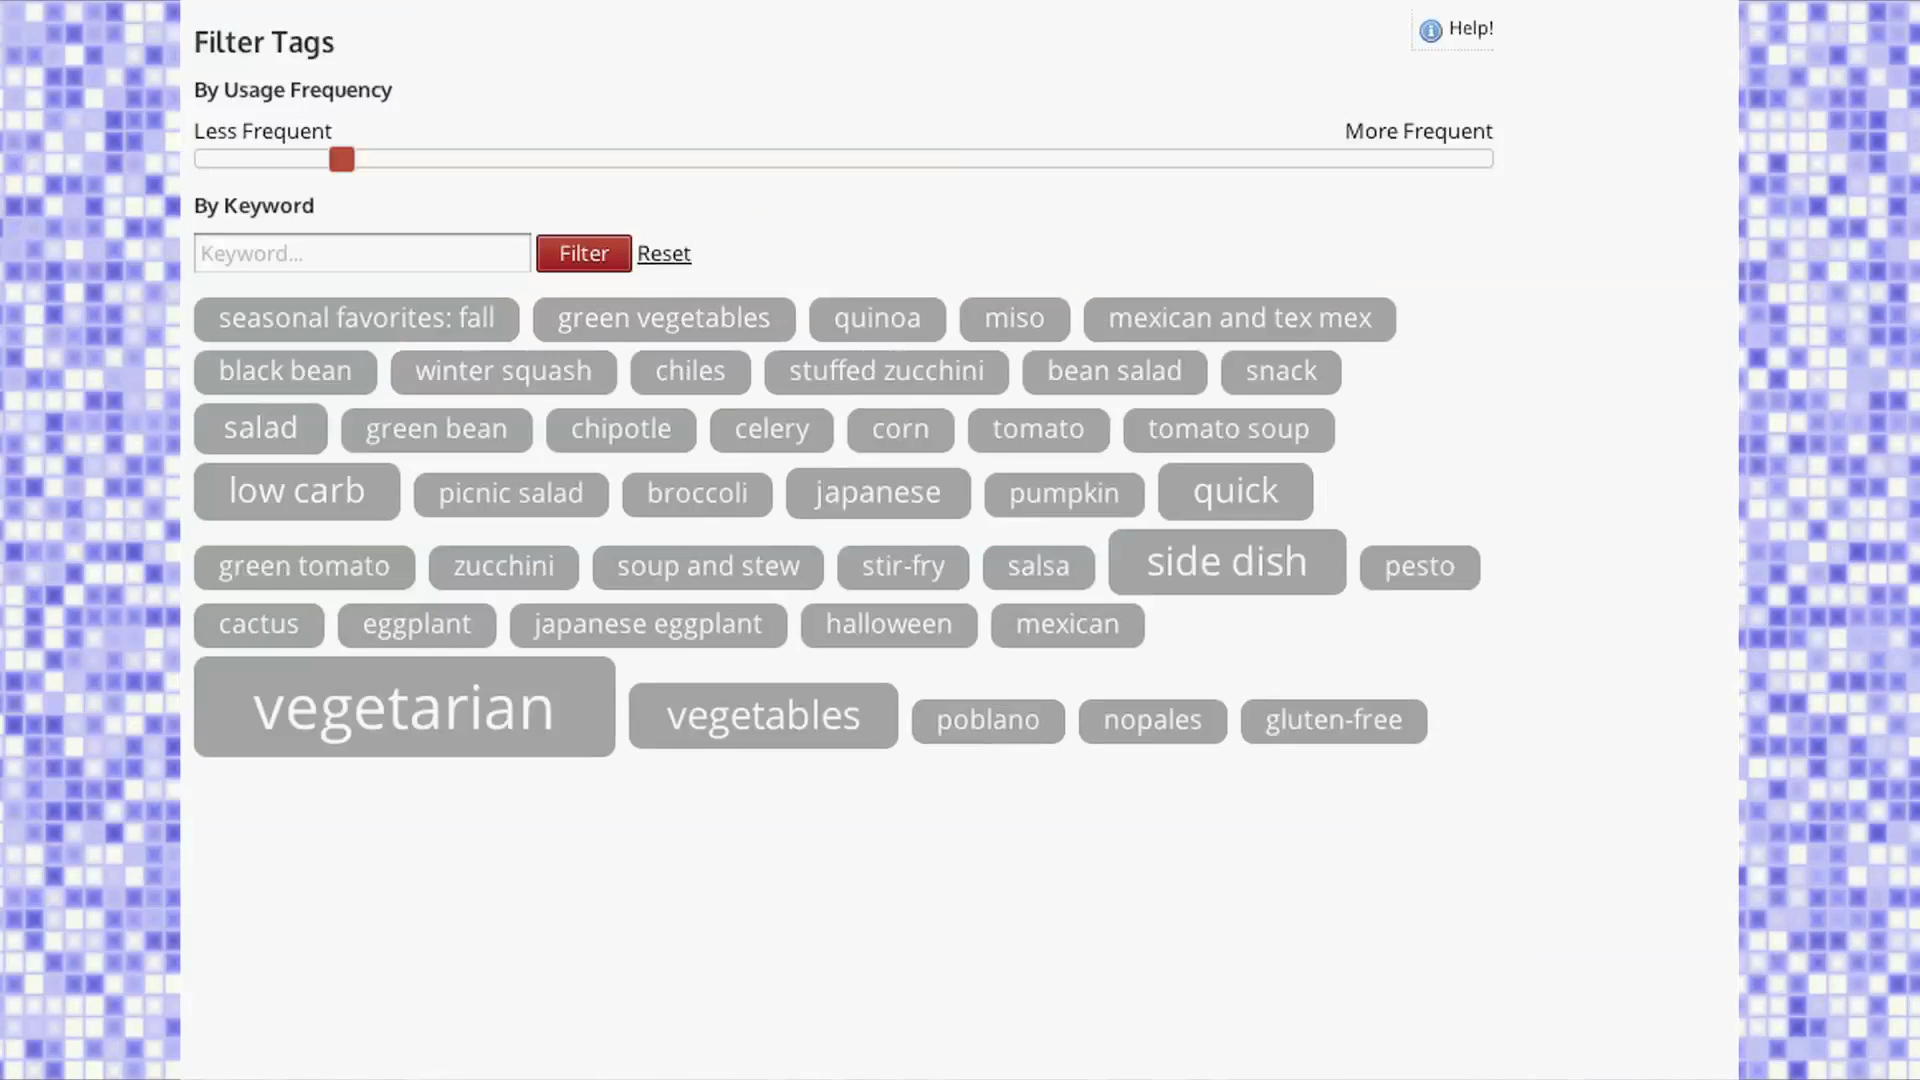 Filter Tags
Help!
By Usage Frequency
Less Frequent More Frequent
By Keyword
Keyword... Filter Reset
seasonal favorites: fall green vegetables quinoa miso mexican and tex mex
black bean winter squash chiles stuffed zucchini bean salad snack
salad green bean chipotle celery corn tomato tomato soup
low carb picnic salad broccoli japanese pumpkin quick
green tomato zucchini soup and stew stir-fry salsa side dish pesto
cactus eggplant japanese eggplant halloween mexican
vegetarian vegetables poblano nopales gluten-free